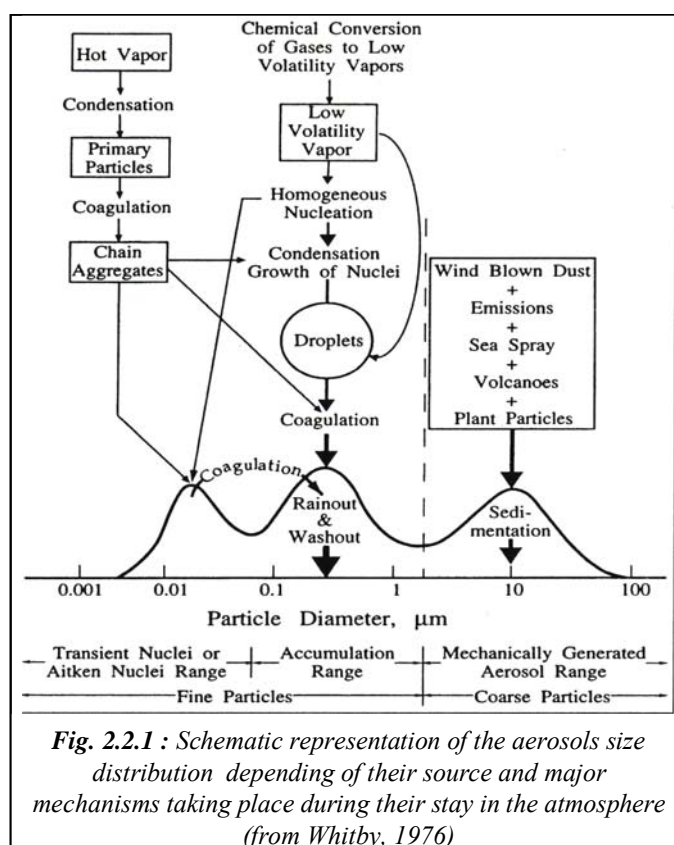 Hot Vapor
Condensation
Primary
Particles
Coagulation
Chain
Aggregates
Chemical Conversion
of Gases to Low
Volatility Vapors
Low
Volatility
Vapor
Homogeneous
Nucleation
Condensation
Growth of Nuclei
Droplets
Coagulation
Wind Blown Dust
+
Emissions
+
Sea Spray
+
Volcanoes
+
Plant Particles
Coagulation
Rainout
&
Washout
Sedi-
mentation
0.001 0.01 0.1 1 10 100
Particle Diameter, μm
Transient Nuclei or
Aitken Nuclei Range
Accumulation
Range
Mechanically Generated
Aerosol Range
Fine Particles
Coarse Particles
Fig. 2.2.1 : Schematic representation of the aerosols size
distribution depending of their source and major
mechanisms taking place during their stay in the atmosphere
(from Whitby, 1976)